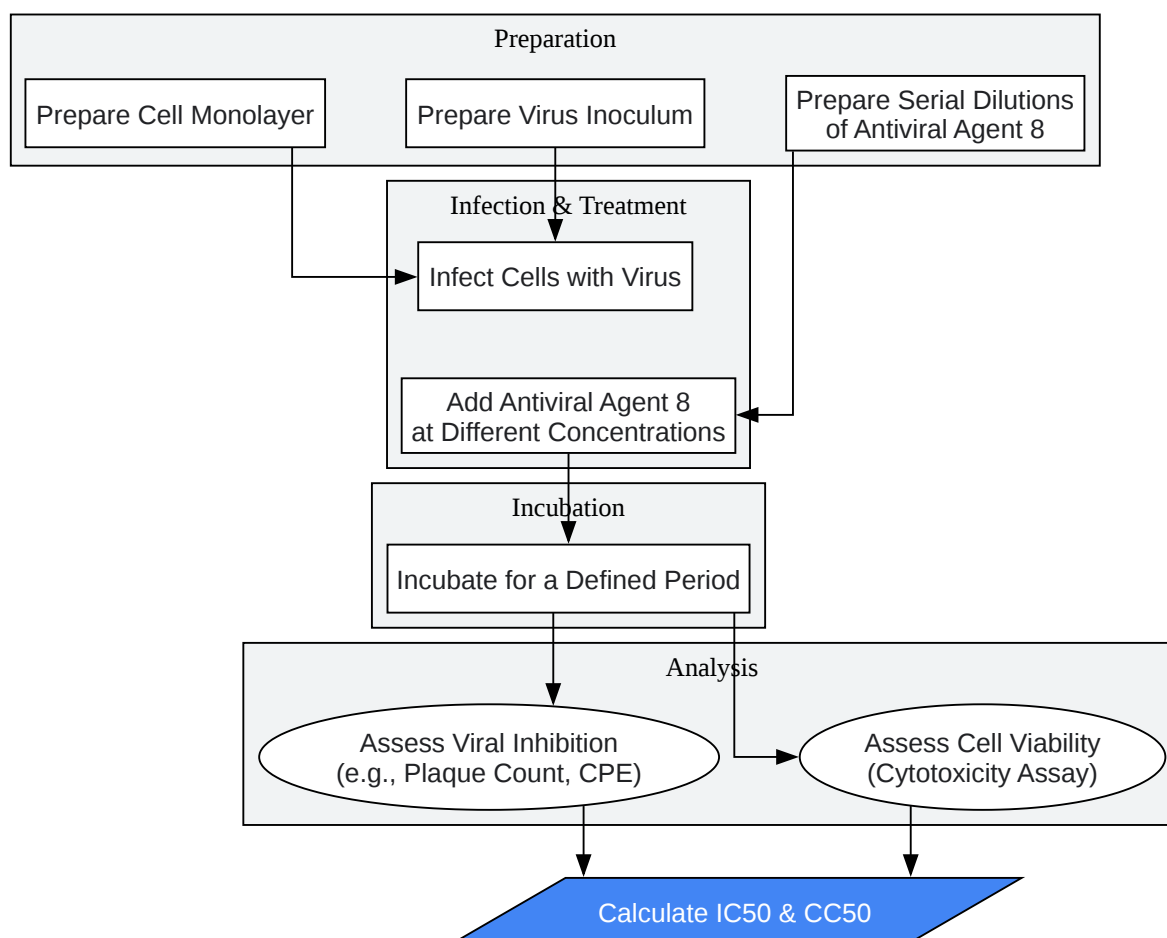 Preparation
Prepare Cell Monolayer
Prepare Virus Inoculum
Prepare Serial Dilutions
of Antiviral Agent 8
Infection & Treatment
Infect Cells with Virus
Add Antiviral Agent 8
at Different Concentrations
Incubation
Incubate for a Defined Period
Analysis
Assess Viral Inhibition
(e.g., Plaque Count, CPE)
Assess Cell Viability
(Cytotoxicity Assay)
Calculate IC50 & CC50